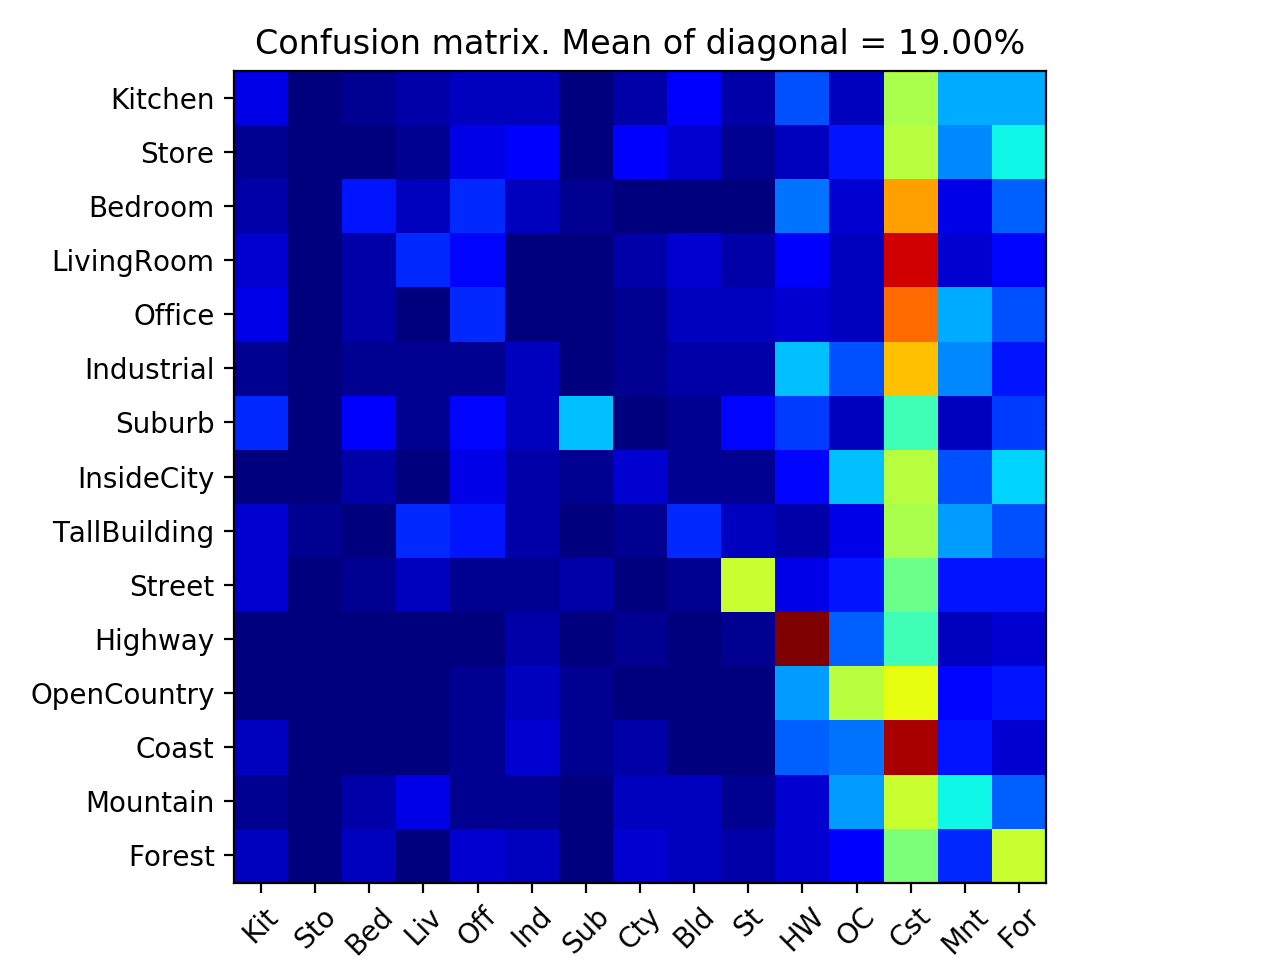 Confusion matrix. Mean of diagonal = 19.00%
Kitchen
Store
Bedroom
LivingRoom
Office
Industrial
Suburb
InsideCity
TallBuilding
Street
Highway
OpenCountry
Coast
Mountain
Forest
Kit Sto Bed Liv Off Ind Sub Cty Bld St HW OC Cst Mnt For